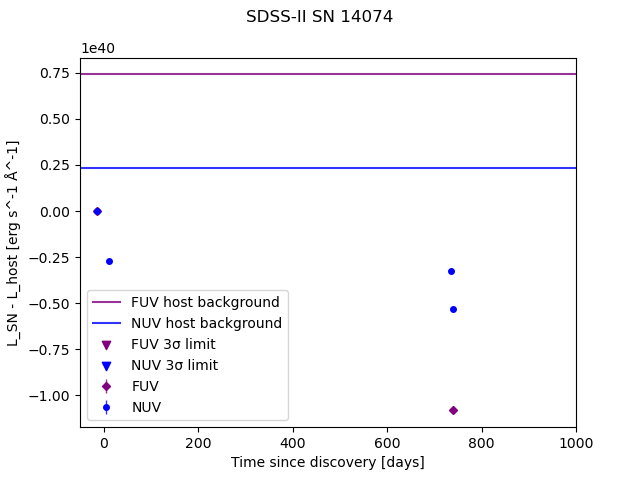 SDSS-II SN 14074
1e40
L_SN - L_host [erg s^-1 Å^-1]
0.75
0.50
0.25
0.00
−0.25
−0.50
−0.75
−1.00
FUV host background
NUV host background
FUV 3σ limit
NUV 3σ limit
FUV
NUV
0 200 400 600 800 1000
Time since discovery [days]